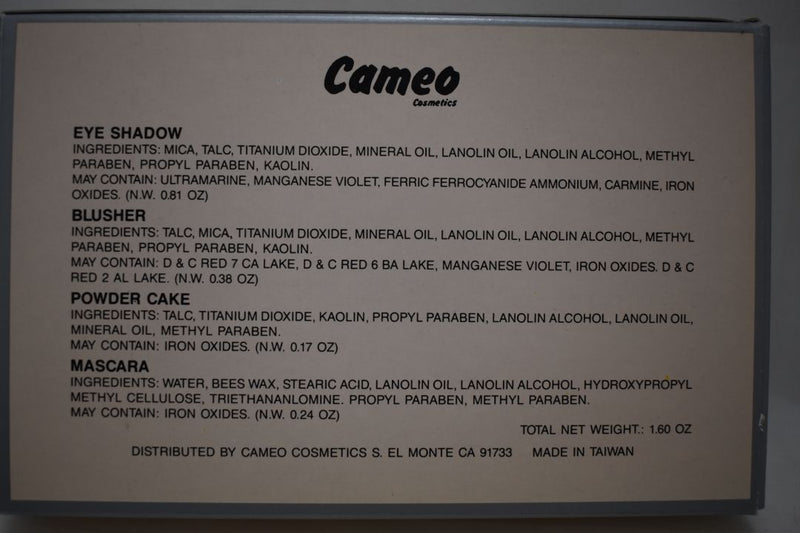 Cameo
Cosmetics
EYE SHADOW
INGREDIENTS: MICA, TALC, TITANIUM DIOXIDE, MINERAL OIL, LANOLIN OIL, LANOLIN ALCOHOL, METHYL
PARABEN, PROPYL PARABEN, KAOLIN.
MAY CONTAIN: ULTRAMARINE, MANGANESE VIOLET, FERRIC FERROCYANIDE AMMONIUM, CARMINE, IRON
OXIDES. (N.W. 0.81 OZ)
BLUSHER
INGREDIENTS: TALC, MICA, TITANIUM DIOXIDE, MINERAL OIL, LANOLIN OIL, LANOLIN ALCOHOL, METHYL
PARABEN, PROPYL PARABEN, KAOLIN.
MAY CONTAIN: D & C RED 7 CA LAKE, D & C RED 6 BA LAKE, MANGANESE VIOLET, IRON OXIDES. D & C
RED 2 AL LAKE. (N.W. 0.38 OZ)
POWDER CAKE
INGREDIENTS: TALC, TITANIUM DIOXIDE, KAOLIN, PROPYL PARABEN, LANOLIN ALCOHOL, LANOLIN OIL,
MINERAL OIL, METHYL PARABEN.
MAY CONTAIN: IRON OXIDES. (N.W. 0.17 OZ)
MASCARA
INGREDIENTS: WATER, BEES WAX, STEARIC ACID, LANOLIN OIL, LANOLIN ALCOHOL, HYDROXYPROPYL
METHYL CELLULOSE, TRIETHANANLOMINE. PROPYL PARABEN, METHYL PARABEN.
MAY CONTAIN: IRON OXIDES. (N.W. 0.24 OZ)
TOTAL NET WEIGHT.: 1.60 OZ
DISTRIBUTED BY CAMEO COSMETICS S. EL MONTE CA 91733 MADE IN TAIWAN